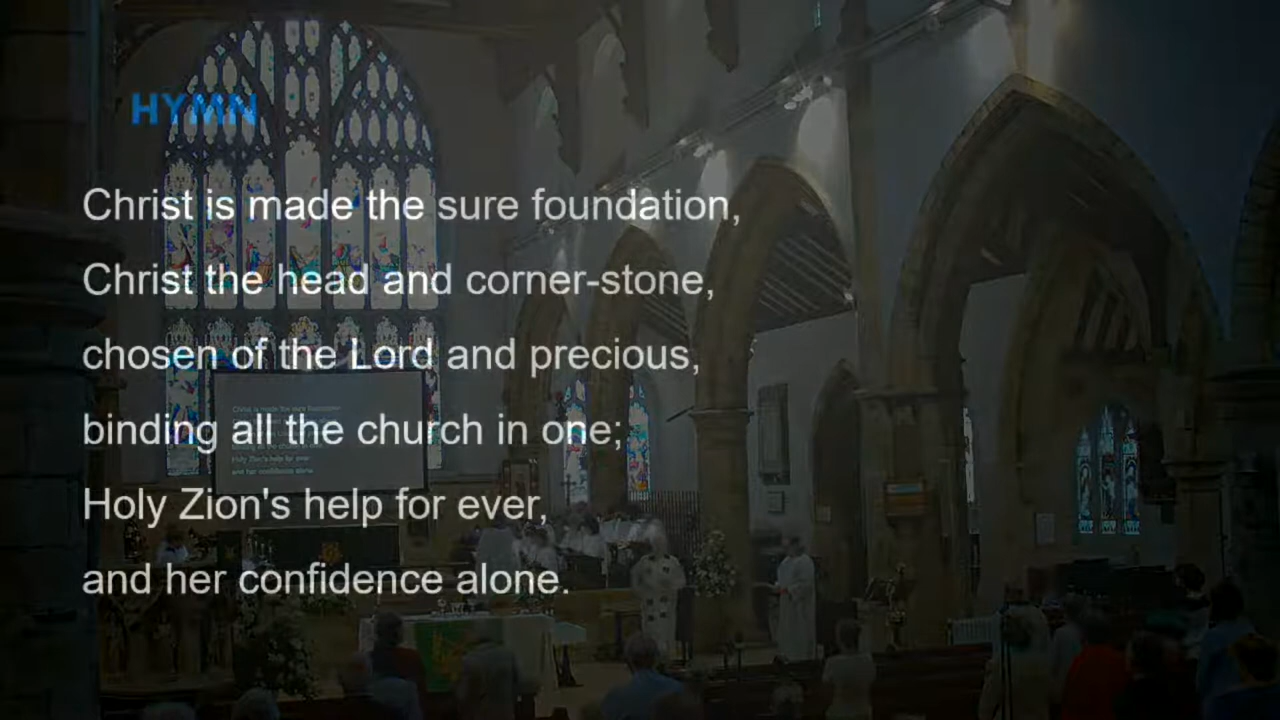 HYMN
Christ is made the sure foundation,
Christ the head and corner-stone,
chosen of the Lord and precious,
binding all the church in one;
Holy Zion's help for ever,
and her confidence alone.